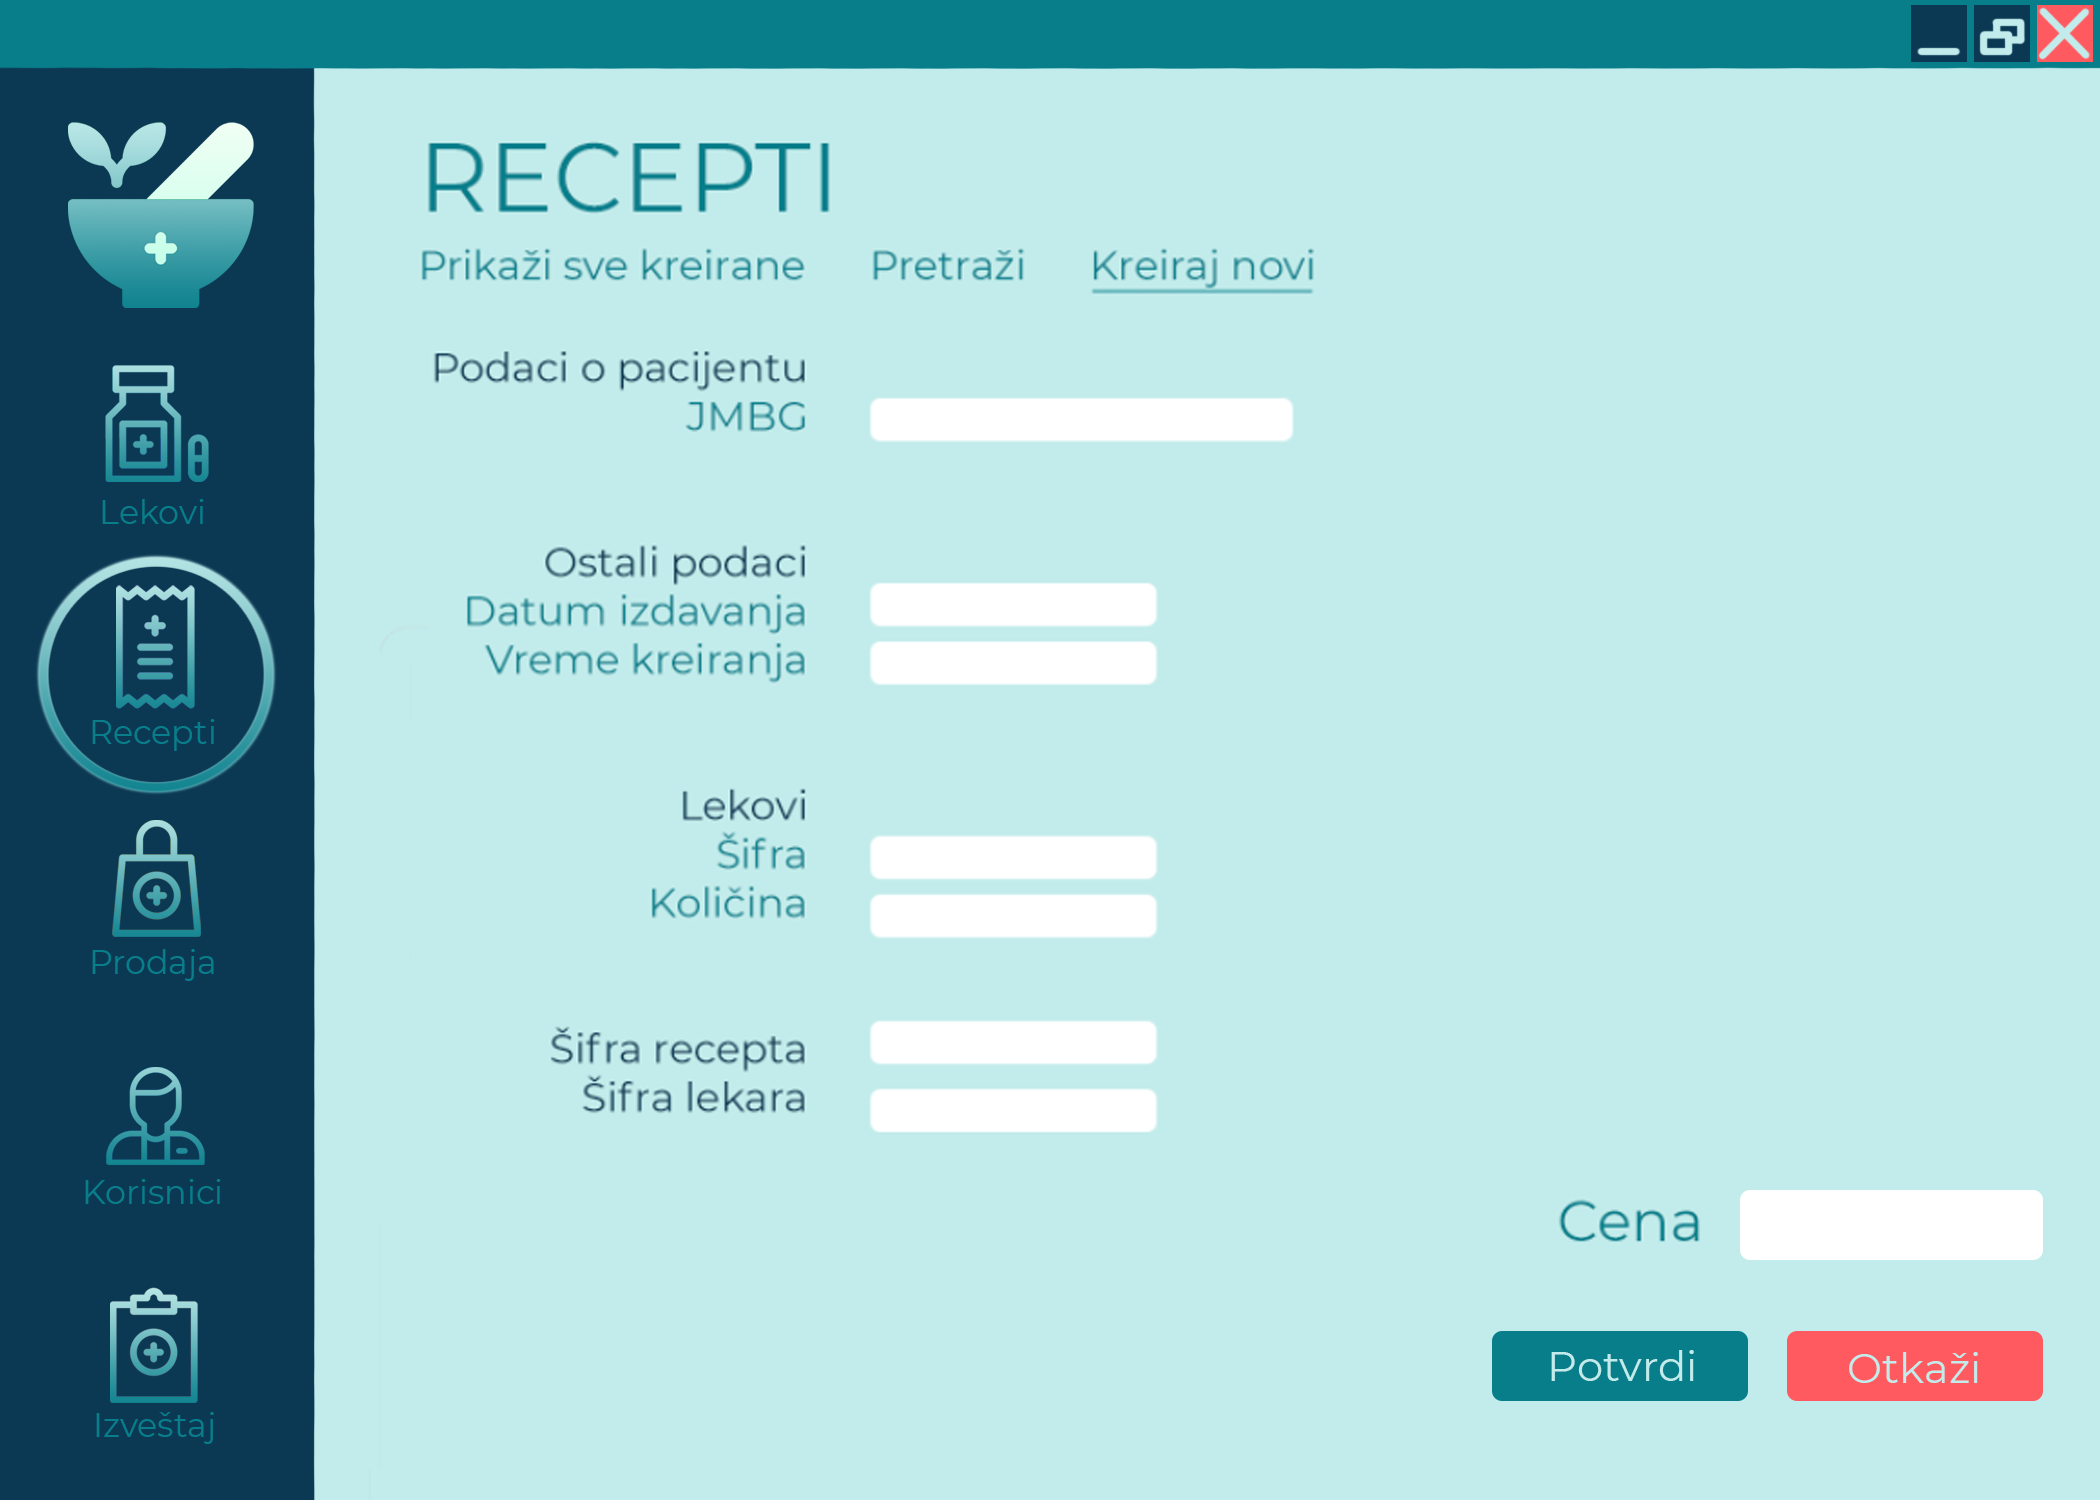 RECEPTI
Prikaži sve kreirane Pretraži Kreiraj novi
Podaci o pacijentu
JMBG
Ostali podaci
Datum izdavanja
Vreme kreiranja
Lekovi
Šifra
Količina
Šifra recepta
Šifra lekara
Cena
Potvrdi Otkaži
Lekovi
Recepti
Prodaja
Korisnici
Izveštaj